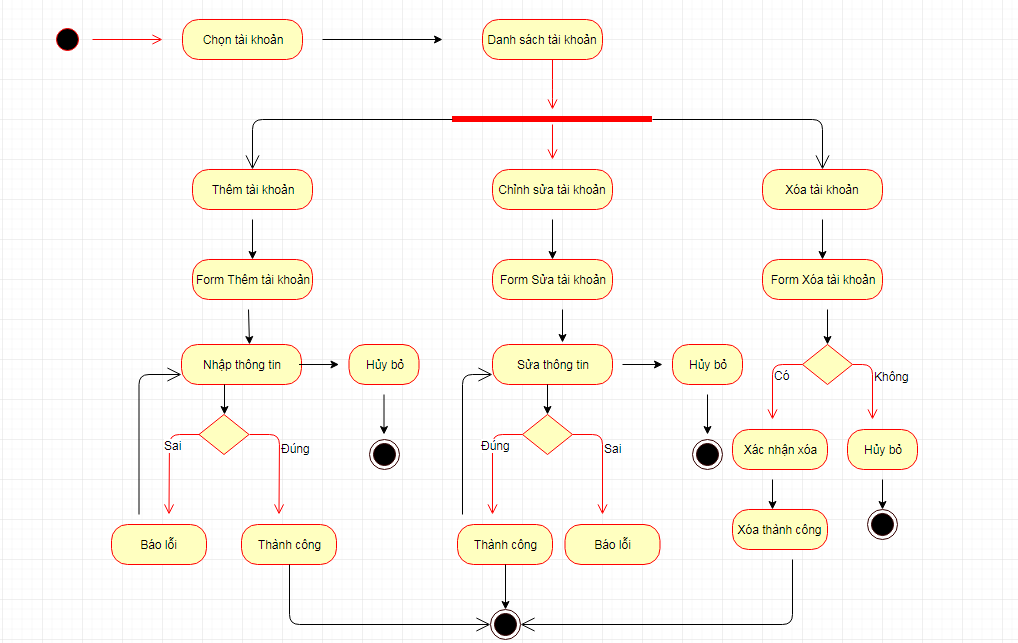 Chọn tài khoản
Danh sách tài khoản
Thêm tài khoản
Chỉnh sửa tài khoản
Xóa tài khoản
Form Thêm tài khoản
Form Sửa tài khoản
Form Xóa tài khoản
Nhập thông tin
Hủy bỏ
Sửa thông tin
Hủy bỏ
Có
Không
Sai
Đúng
Đúng
Sai
Xác nhận xóa
Hủy bỏ
Báo lỗi
Thành công
Thành công
Báo lỗi
Xóa thành công